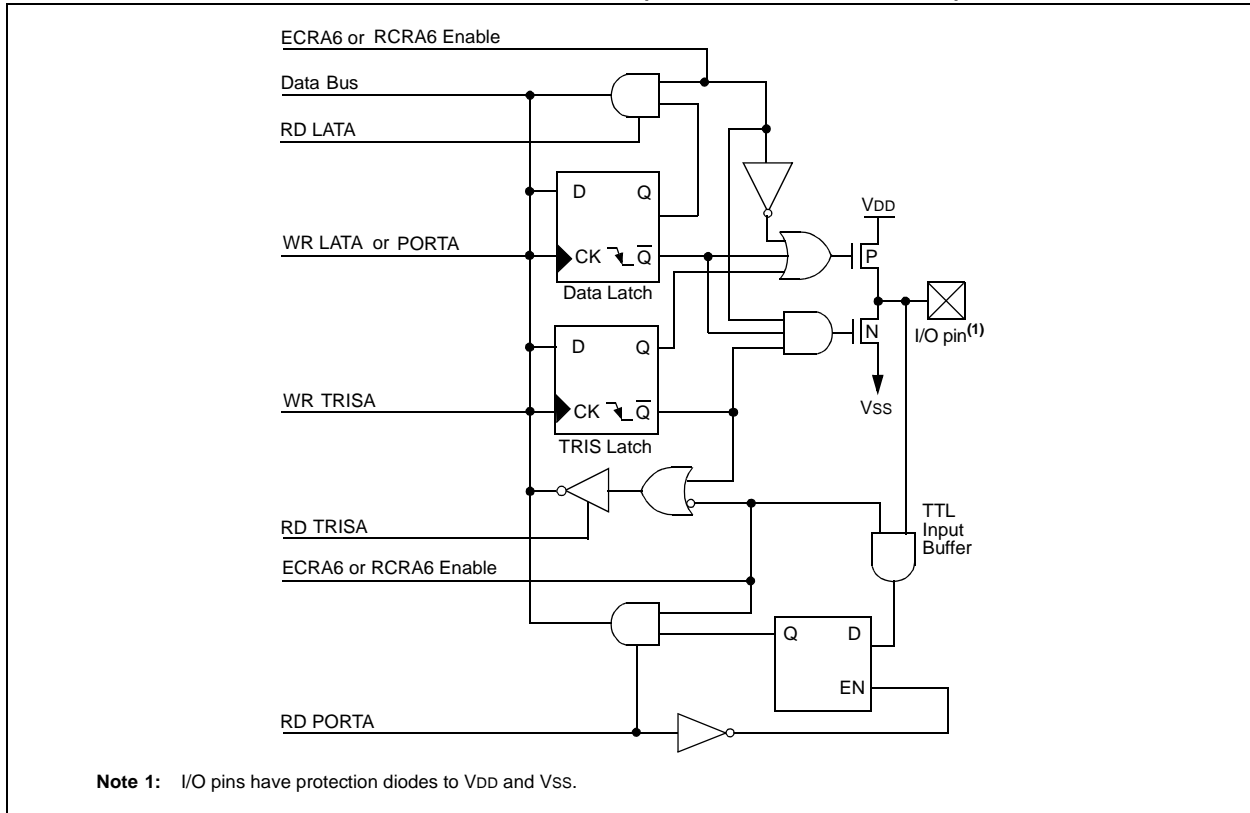 ECRA6 or RCRA6 Enable
Data Bus
RD LATA
D Q
VDD
WR LATA or PORTA
CK Q
P
Data Latch
I/O pin(1)
N
D Q
WR TRISA
CK Q
VSS
TRIS Latch
TTL
Input
Buffer
RD TRISA
ECRA6 or RCRA6 Enable
Q D
EN
RD PORTA
Note 1: I/O pins have protection diodes to VDD and VSS.